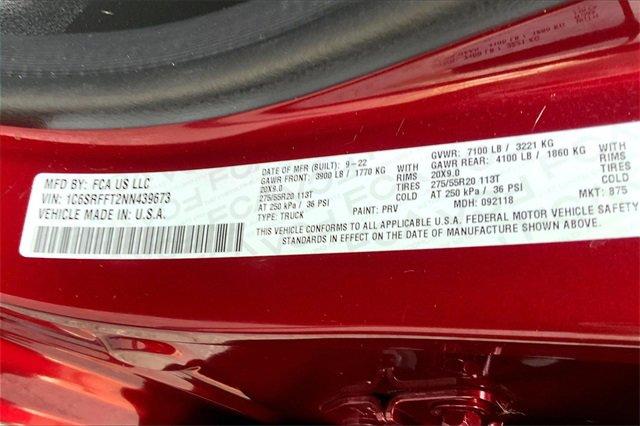 MFD BY: FCA US LLC
VIN: 1C6SRFFT2NN439673
VEHICLE MADE IN U.S.A.
DATE OF MFR (BUILT): 9-22
GAWR FRONT: 3900 LB / 1770 KG
20X9.0 RIMS
275/55R20 113T TIRES
AT 250 kPa / 36 PSI COLD
TYPE: TRUCK PAINT: PRV
GVWR: 7100 LB / 3221 KG
GAWR REAR: 4100 LB / 1860 KG
20X9.0 RIMS
275/55R20 113T TIRES
AT 250 kPa / 36 PSI
MDH: 092118 MKT: 875
THIS VEHICLE CONFORMS TO ALL APPLICABLE U.S.A. FEDERAL MOTOR VEHICLE SAFETY
STANDARDS IN EFFECT ON THE DATE OF MANUFACTURE SHOWN ABOVE.